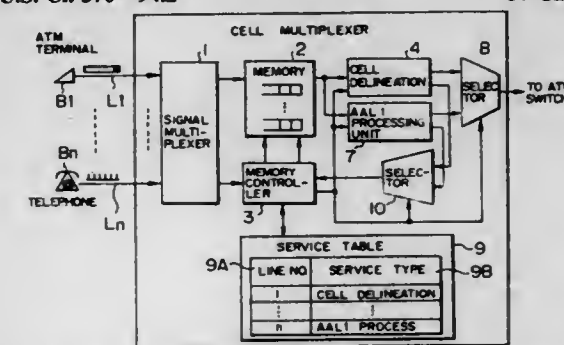 CELL MULTIPLEXER
ATM
TERMINAL
B1
L1
1
SIGNAL
MULTI-
PLEXER
2
MEMORY
4
CELL
DELINEATION
8
SELEC-
TOR
TO ATM
SWITCH
AAL1
PROCESSING
UNIT
7
Bn
TELEPHONE
Ln
MEMORY
CONTROL-
LER
3
SELEC-
TOR
10
SERVICE TABLE
9
9A
LINE NO.
SERVICE TYPE
9B
1
CELL DELINEATION
n
AAL1 PROCESS